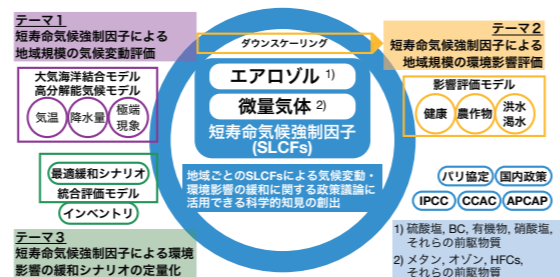 テーマ1
短寿命気候強制因子による
地域規模の気候変動評価
大気海洋結合モデル
高分解能気候モデル
気温
降水量
極端
現象
最適緩和シナリオ
統合評価モデル
インベントリ
テーマ3
短寿命気候強制因子による環境
影響の緩和シナリオの定量化
ダウンスケーリング
エアロゾル 1)
微量気体 2)
短寿命気候強制因子
(SLCFs)
地域ごとのSLCFsによる気候変動・
環境影響の緩和に関する政策議論に
活用できる科学的知見の創出
テーマ2
短寿命気候強制因子による
地域規模の環境影響評価
影響評価モデル
健康
農作物
洪水
渇水
パリ協定
国内政策
IPCC
CCAC
APCAP
1) 硫酸塩, BC, 有機物, 硝酸塩,
それらの前駆物質
2) メタン, オゾン, HFCs,
それらの前駆物質